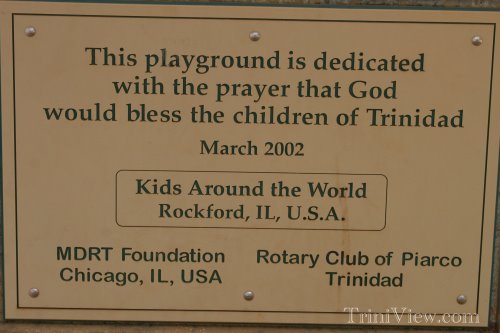 This playground is dedicated
with the prayer that God
would bless the children of Trinidad
March 2002
Kids Around the World
Rockford, IL, U.S.A.
MDRT Foundation
Chicago, IL, USA
Rotary Club of Piarco
Trinidad
TriniView.com